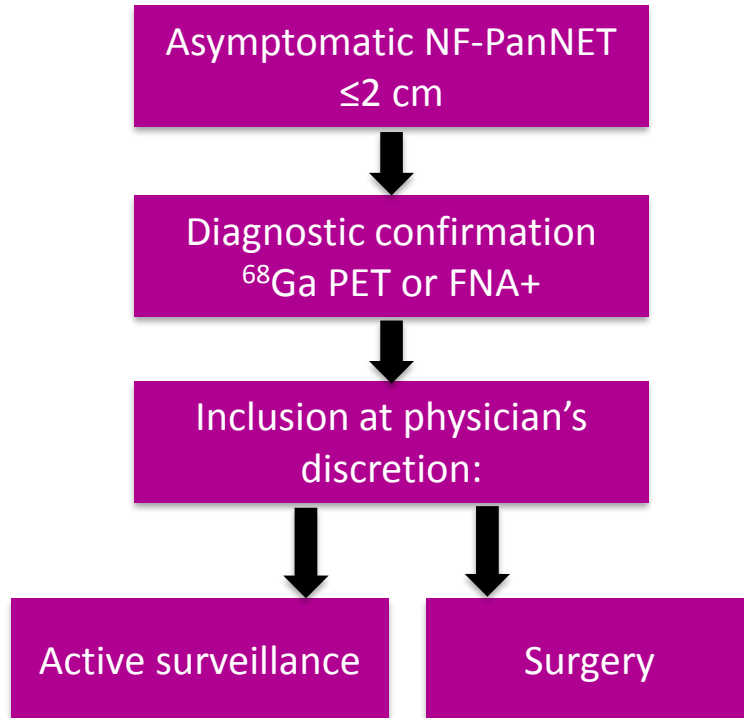 Asymptomatic NF-PanNET
≤2 cm
Diagnostic confirmation
⁶⁸Ga PET or FNA+
Inclusion at physician’s
discretion:
Active surveillance
Surgery